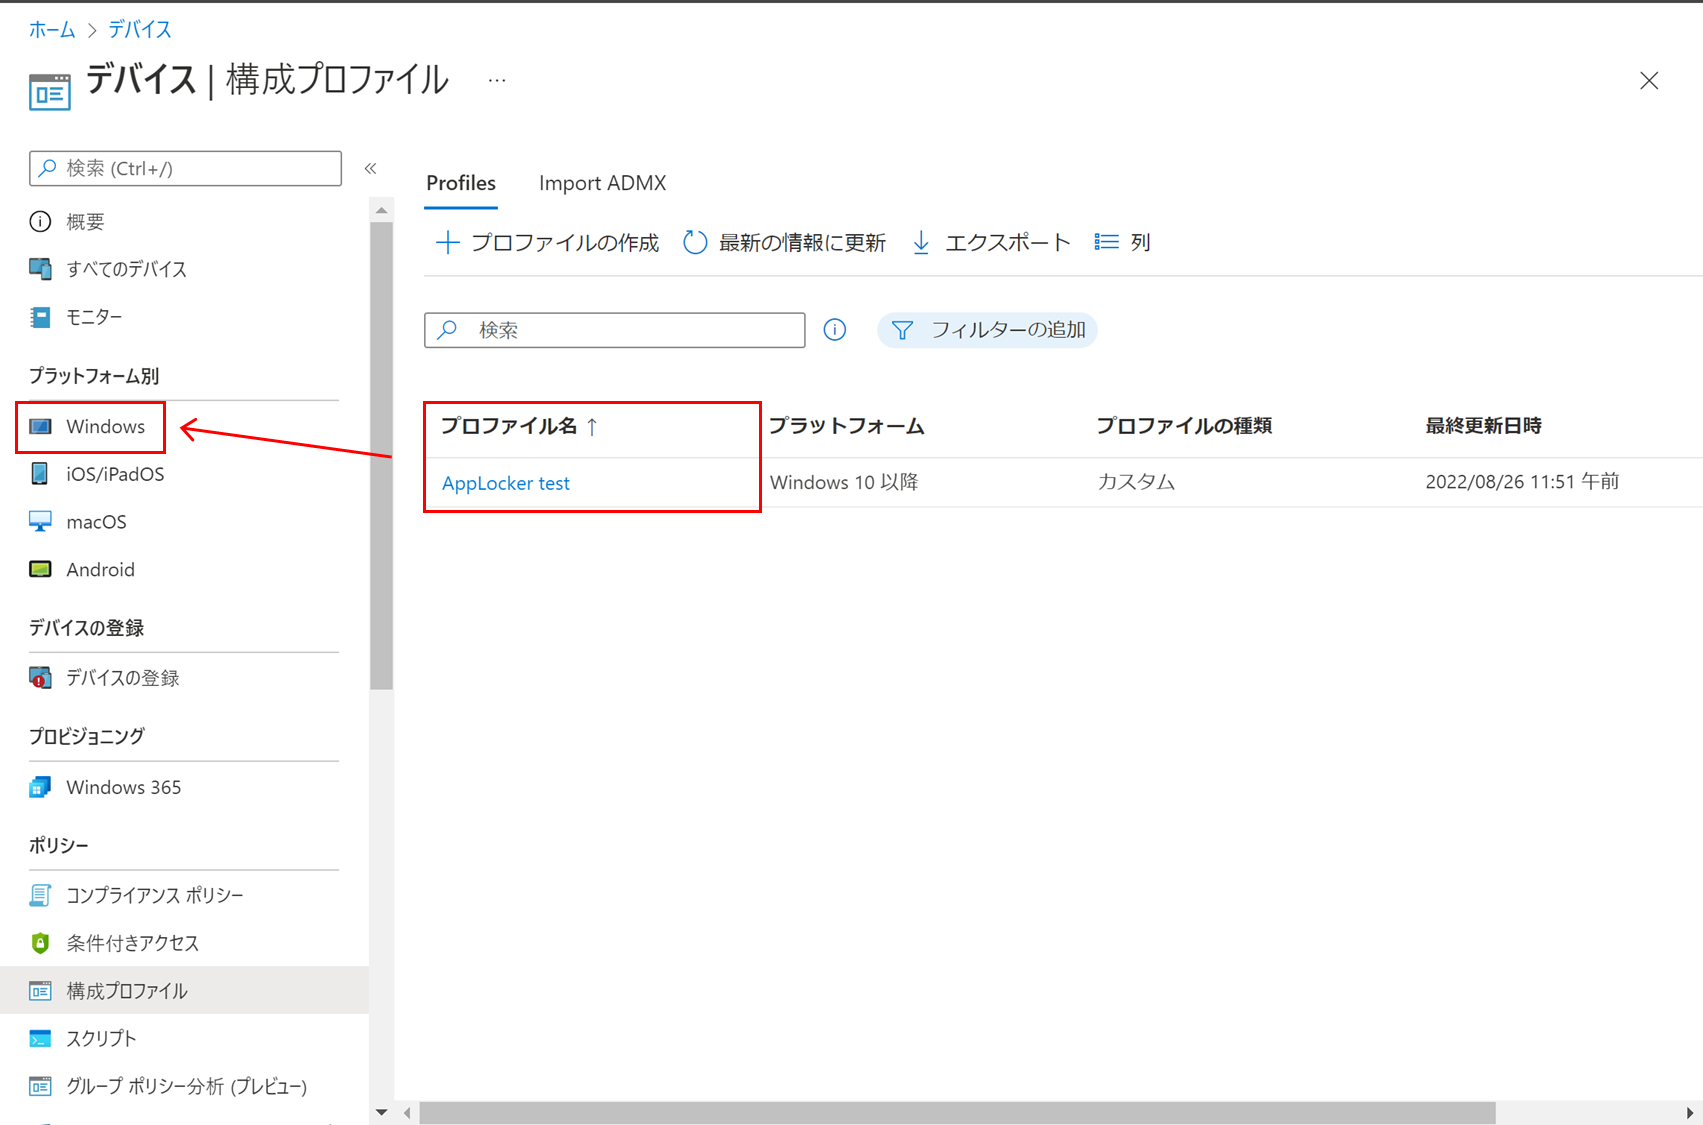 ホーム > デバイス
デバイス | 構成プロファイル ...
検索 (Ctrl+/)
«
概要
すべてのデバイス
モニター
プラットフォーム別
Windows
iOS/iPadOS
macOS
Android
デバイスの登録
デバイスの登録
プロビジョニング
Windows 365
ポリシー
コンプライアンス ポリシー
条件付きアクセス
構成プロファイル
スクリプト
グループ ポリシー分析 (プレビュー)
Profiles Import ADMX
プロファイルの作成 最新の情報に更新 エクスポート 列
検索 フィルターの追加
プロファイル名 ↑ プラットフォーム プロファイルの種類 最終更新日時
AppLocker test Windows 10 以降 カスタム 2022/08/26 11:51 午前